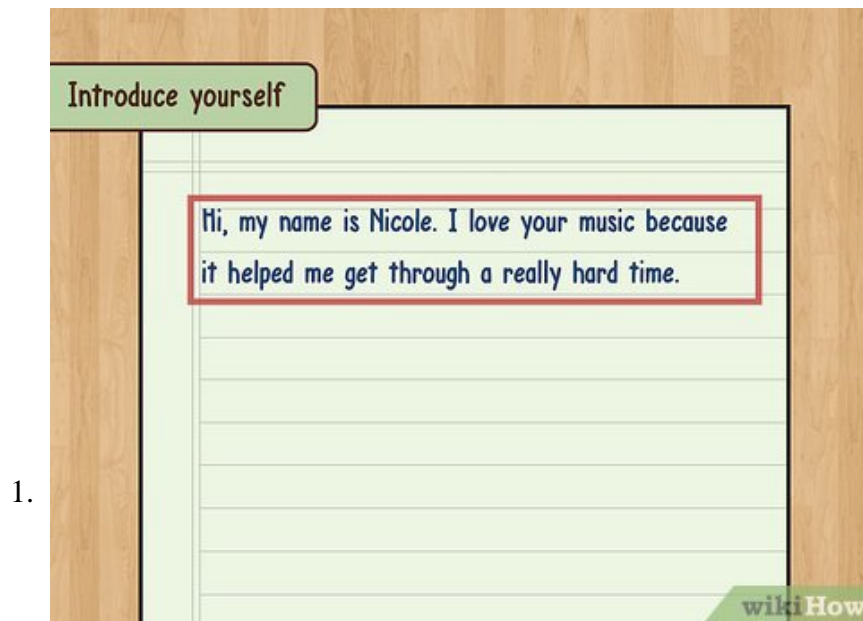 Introduce yourself
Hi, my name is Nicole. I love your music because
it helped me get through a really hard time.
1.
wikiHow